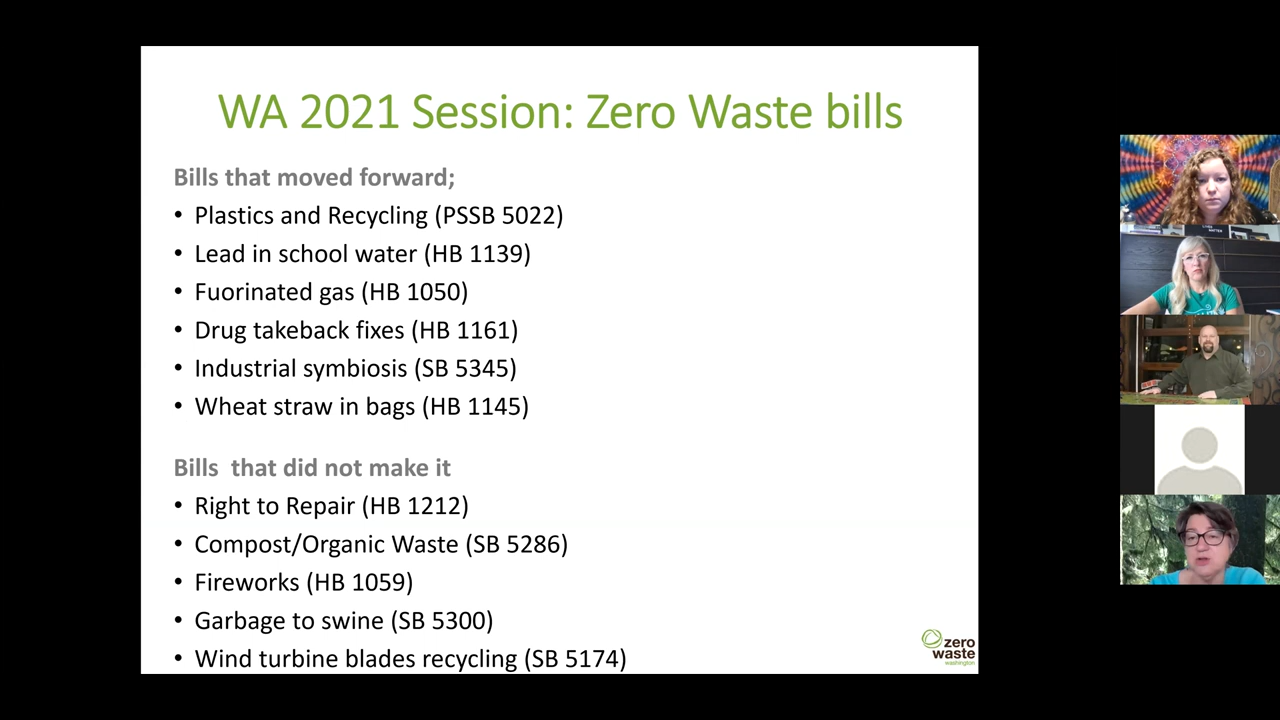 WA 2021 Session: Zero Waste bills
Bills that moved forward;
• Plastics and Recycling (PSSB 5022)
• Lead in school water (HB 1139)
• Fuorinated gas (HB 1050)
• Drug takeback fixes (HB 1161)
• Industrial symbiosis (SB 5345)
• Wheat straw in bags (HB 1145)
Bills  that did not make it
• Right to Repair (HB 1212)
• Compost/Organic Waste (SB 5286)
• Fireworks (HB 1059)
• Garbage to swine (SB 5300)
• Wind turbine blades recycling (SB 5174)
zero
waste
washington